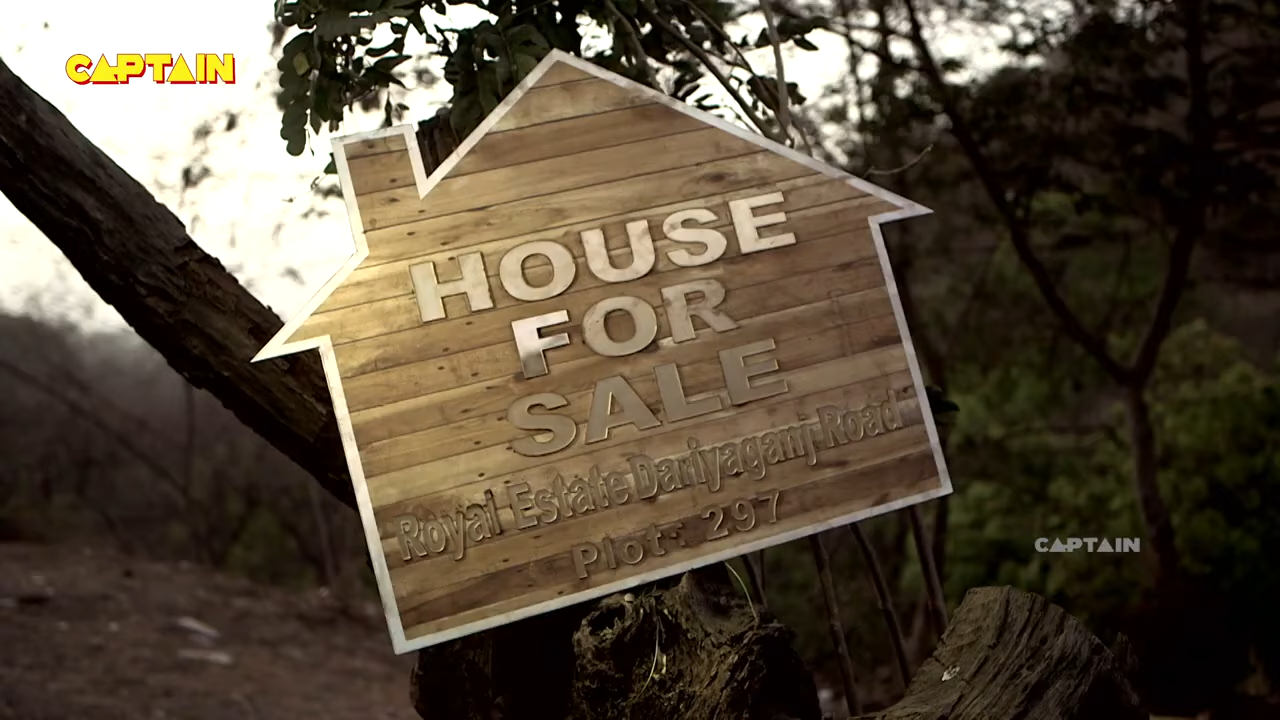 CAPTAIN
HOUSE
FOR
SALE
Royal Estate Dariyaganj Road
Plot: 297
CAPTAIN